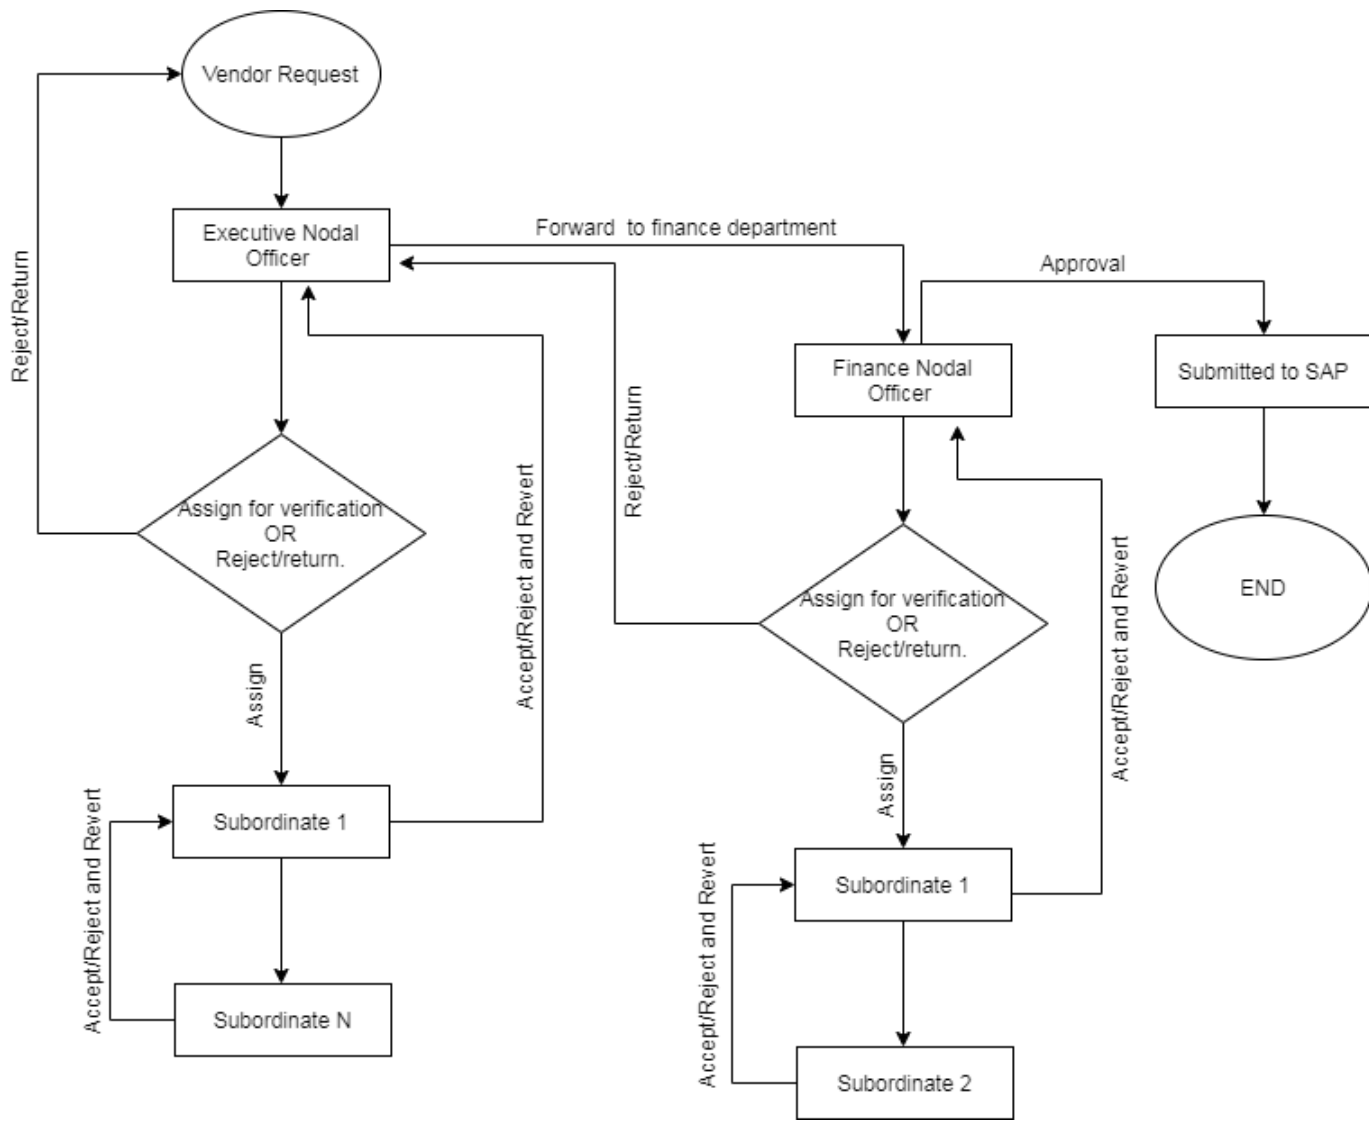 Vendor Request
Reject/Return
Executive Nodal
Officer
Forward  to finance department
Approval
Finance Nodal
Officer
Submitted to SAP
Reject/Return
Assign for verification
OR
Reject/return.
Accept/Reject and Revert
Assign for verification
OR
Reject/return.
Accept/Reject and Revert
END
Assign
Assign
Subordinate 1
Accept/Reject and Revert
Subordinate N
Subordinate 1
Accept/Reject and Revert
Subordinate 2